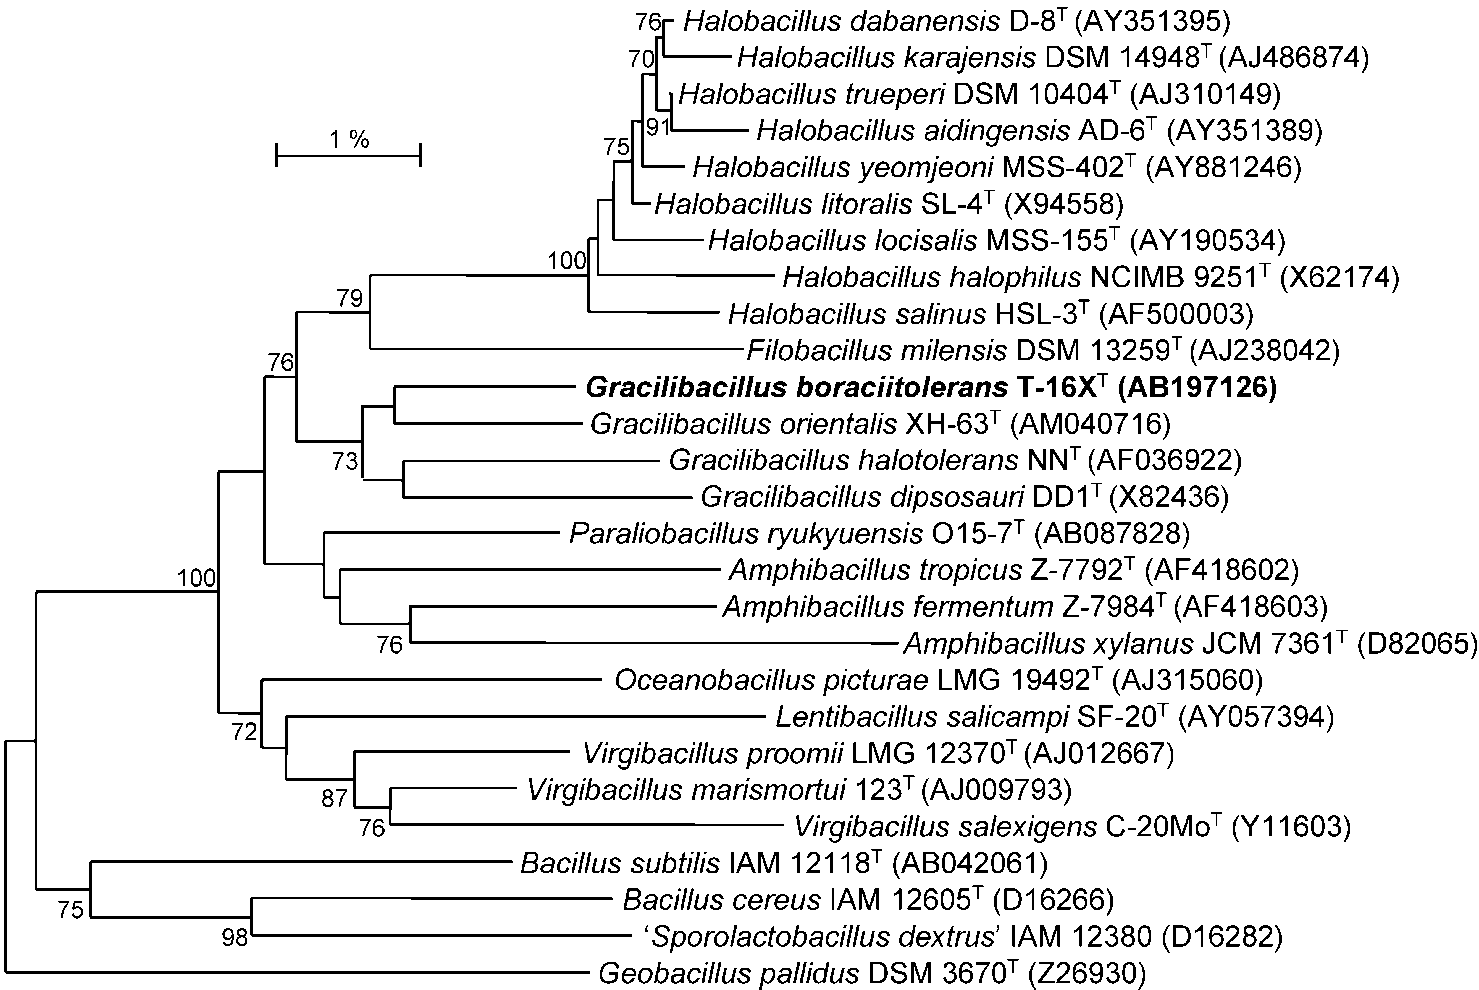 76 Halobacillus dabanensis D-8ᵀ (AY351395)
Halobacillus karajensis DSM 14948ᵀ (AJ486874)
70
Halobacillus trueperi DSM 10404ᵀ (AJ310149)
91 Halobacillus aidingensis AD-6ᵀ (AY351389)
1 %
75
Halobacillus yeomjeoni MSS-402ᵀ (AY881246)
Halobacillus litoralis SL-4ᵀ (X94558)
Halobacillus locisalis MSS-155ᵀ (AY190534)
100
Halobacillus halophilus NCIMB 9251ᵀ (X62174)
79
Halobacillus salinus HSL-3ᵀ (AF500003)
Filobacillus milensis DSM 13259ᵀ (AJ238042)
76
Gracilibacillus boraciitolerans T-16Xᵀ (AB197126)
Gracilibacillus orientalis XH-63ᵀ (AM040716)
73 Gracilibacillus halotolerans NNᵀ (AF036922)
Gracilibacillus dipsosauri DD1ᵀ (X82436)
Paraliobacillus ryukyuensis O15-7ᵀ (AB087828)
100 Amphibacillus tropicus Z-7792ᵀ (AF418602)
Amphibacillus fermentum Z-7984ᵀ (AF418603)
76 Amphibacillus xylanus JCM 7361ᵀ (D82065)
Oceanobacillus picturae LMG 19492ᵀ (AJ315060)
Lentibacillus salicampi SF-20ᵀ (AY057394)
72
Virgibacillus proomii LMG 12370ᵀ (AJ012667)
Virgibacillus marismortui 123ᵀ (AJ009793)
87
76 Virgibacillus salexigens C-20Moᵀ (Y11603)
Bacillus subtilis IAM 12118ᵀ (AB042061)
Bacillus cereus IAM 12605ᵀ (D16266)
75
98 ‘Sporolactobacillus dextrus’ IAM 12380 (D16282)
Geobacillus pallidus DSM 3670ᵀ (Z26930)